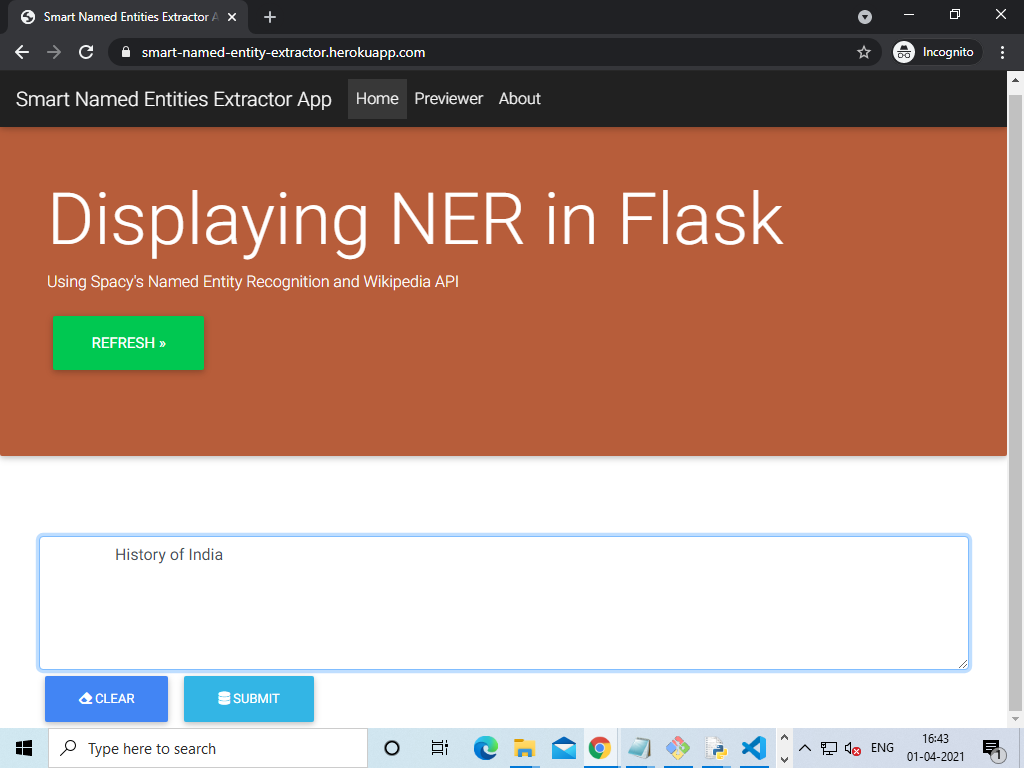 Smart Named Entities Extractor A
smart-named-entity-extractor.herokuapp.com
Incognito
Smart Named Entities Extractor App Home Previewer About
Displaying NER in Flask
Using Spacy's Named Entity Recognition and Wikipedia API
REFRESH »
History of India
CLEAR SUBMIT
Type here to search
ENG
16:43
01-04-2021
1